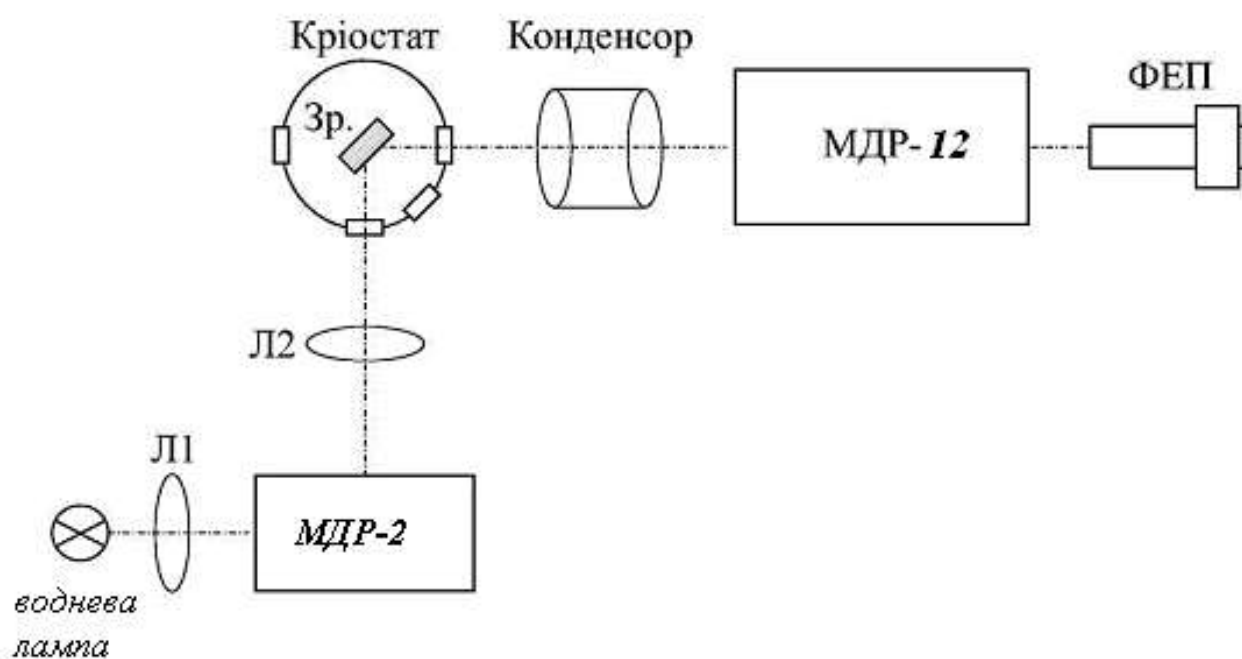 Кріостат
Конденсор
ФЕП
Зр.
МДР-12
Л2
Л1
МДР-2
воднева
лампа